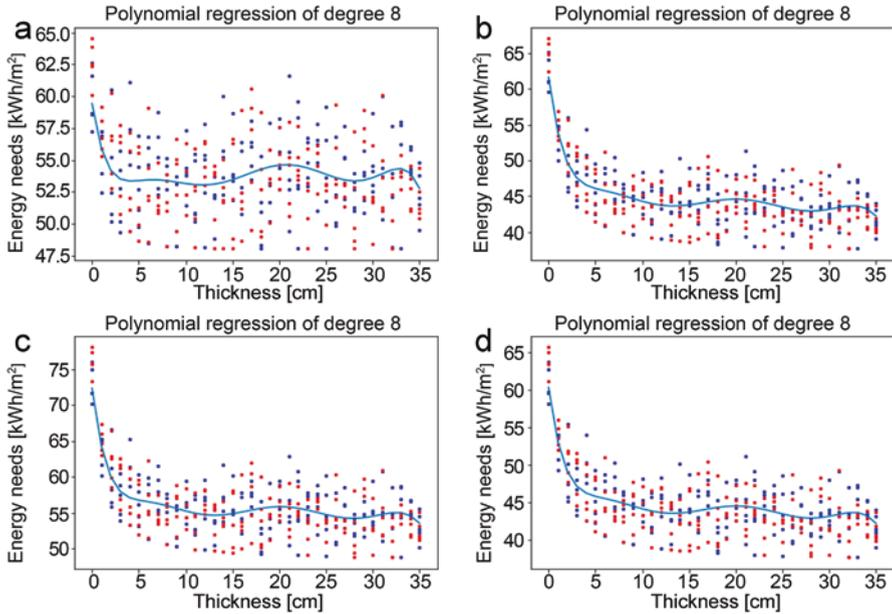 a
Polynomial regression of degree 8
Energy needs [kWh/m²]
65.0
62.5
60.0
57.5
55.0
52.5
50.0
47.5
0 5 10 15 20 25 30 35
Thickness [cm]
b
Polynomial regression of degree 8
Energy needs [kWh/m²]
65
60
55
50
45
40
0 5 10 15 20 25 30 35
Thickness [cm]
c
Polynomial regression of degree 8
Energy needs [kWh/m²]
75
70
65
60
55
50
0 5 10 15 20 25 30 35
Thickness [cm]
d
Polynomial regression of degree 8
Energy needs [kWh/m²]
65
60
55
50
45
40
0 5 10 15 20 25 30 35
Thickness [cm]